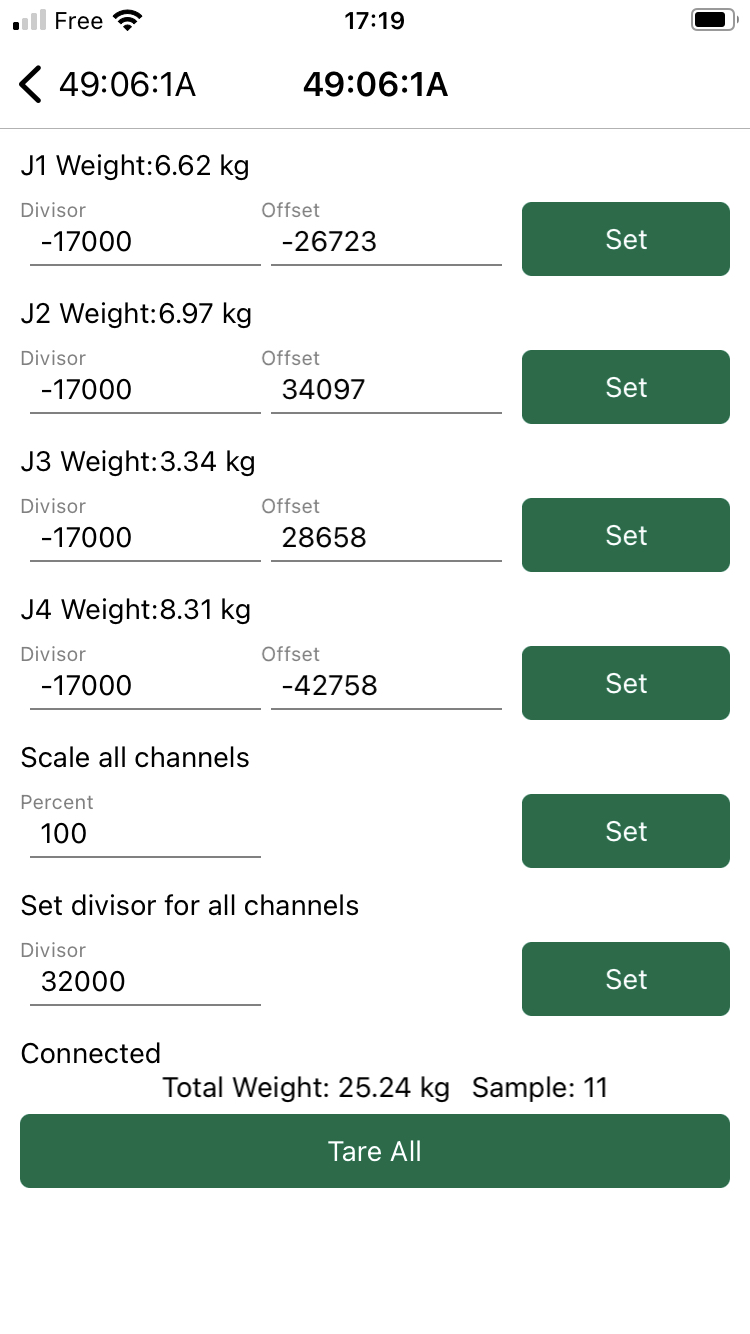 Free 17:19
49:06:1A 49:06:1A
J1 Weight:6.62 kg
Divisor Offset
-17000 -26723 Set
J2 Weight:6.97 kg
Divisor Offset
-17000 34097 Set
J3 Weight:3.34 kg
Divisor Offset
-17000 28658 Set
J4 Weight:8.31 kg
Divisor Offset
-17000 -42758 Set
Scale all channels
Percent
100 Set
Set divisor for all channels
Divisor
32000 Set
Connected
Total Weight: 25.24 kg Sample: 11
Tare All